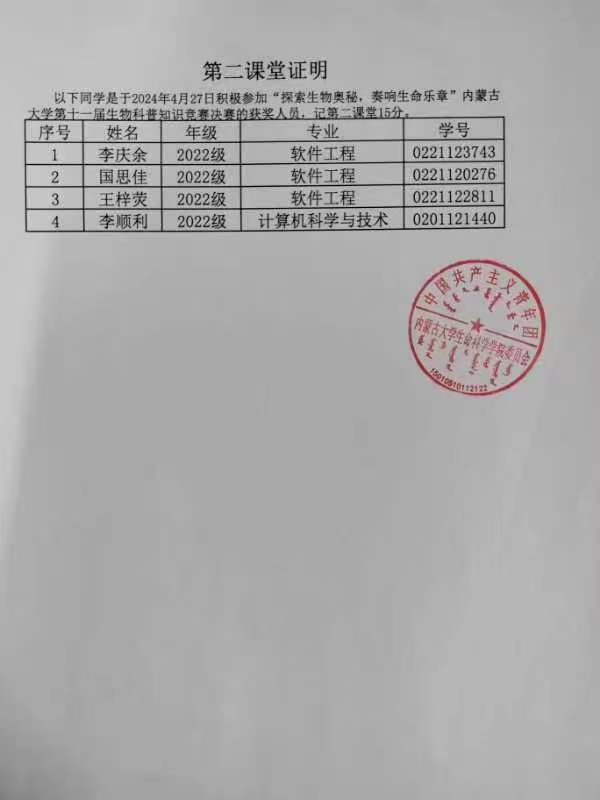 第二课堂证明
以下同学是于2024年4月27日积极参加“探索生物奥秘，奏响生命乐章”内蒙古
大学第十一届生物科普知识竞赛决赛的获奖人员，记第二课堂15分。
序号 姓名 年级 专业 学号
1 李庆余 2022级 软件工程 0221123743
2 国思佳 2022级 软件工程 0221120276
3 王梓荧 2022级 软件工程 0221122811
4 李顺利 2022级 计算机科学与技术 0201121440
中国共产主义青年团
内蒙古大学生命科学学院委员会